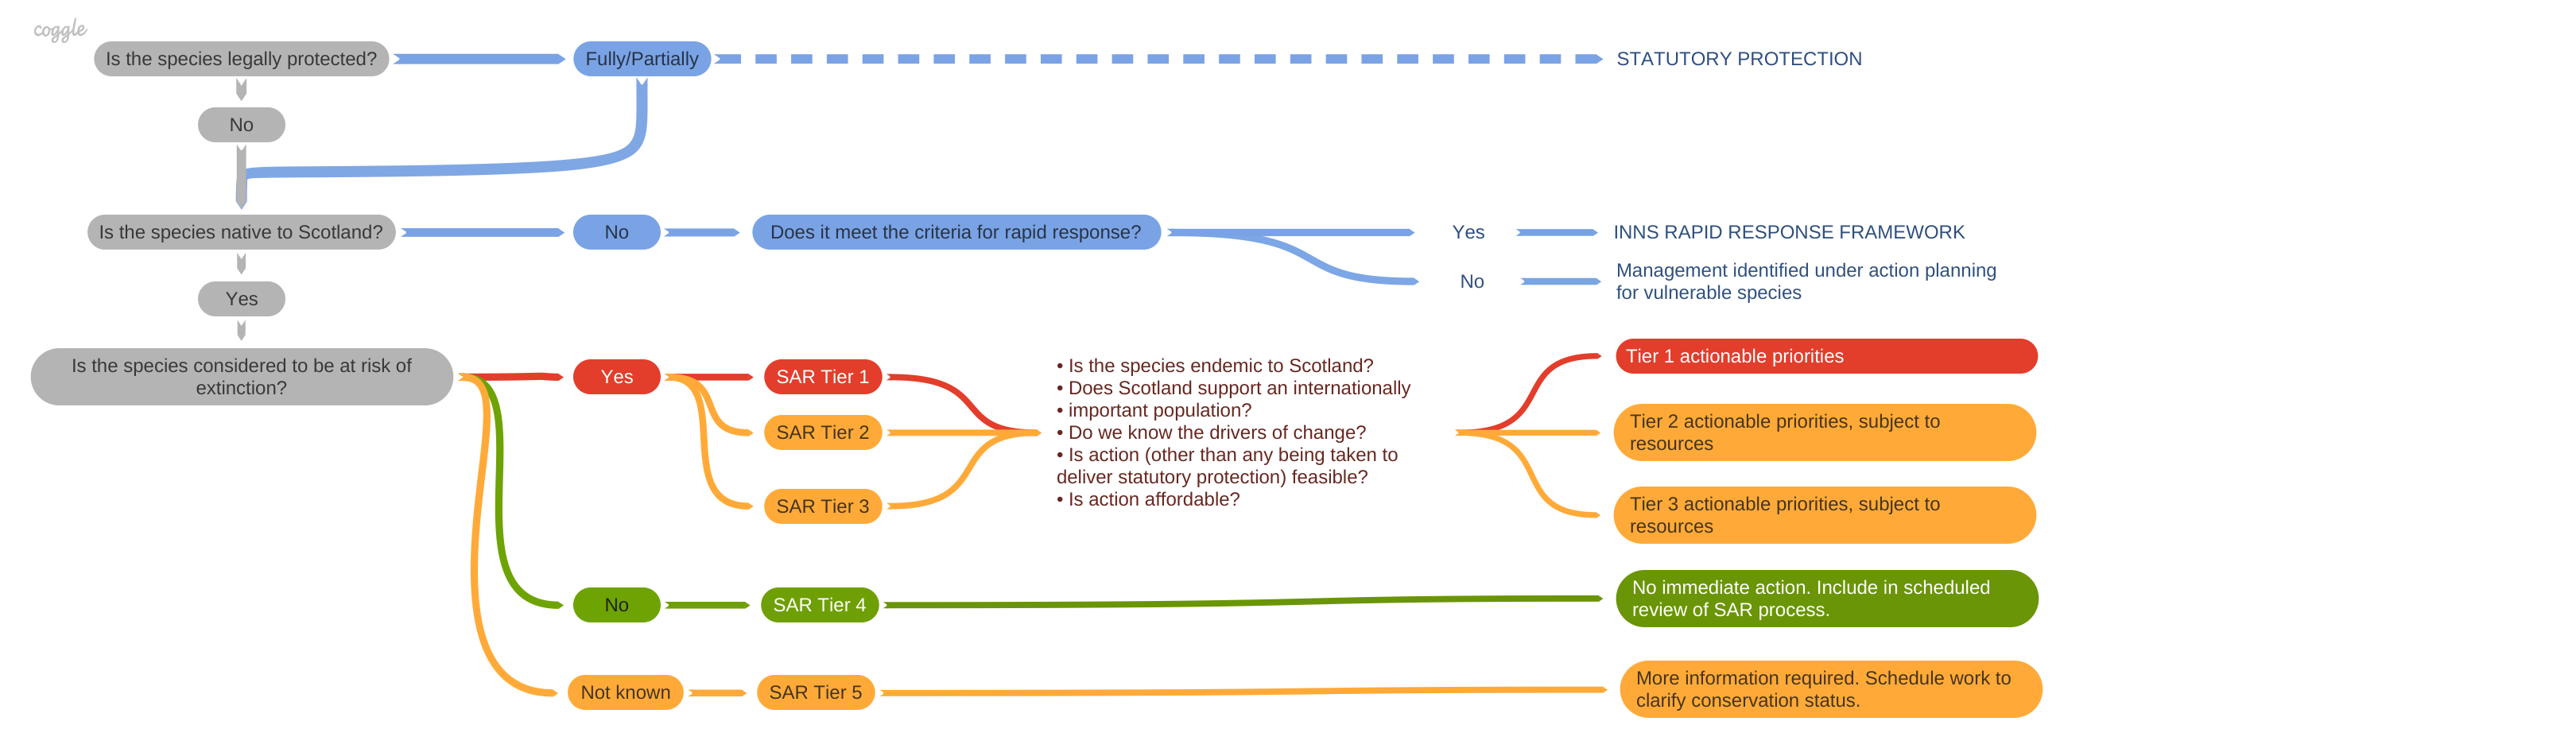 coggle
Is the species legally protected?
Fully/Partially
STATUTORY PROTECTION
No
Is the species native to Scotland?
No
Does it meet the criteria for rapid response?
Yes
INNS RAPID RESPONSE FRAMEWORK
No
Management identified under action planning
for vulnerable species
Yes
Is the species considered to be at risk of
extinction?
Yes
SAR Tier 1
SAR Tier 2
SAR Tier 3
• Is the species endemic to Scotland?
• Does Scotland support an internationally
• important population?
• Do we know the drivers of change?
• Is action (other than any being taken to
deliver statutory protection) feasible?
• Is action affordable?
Tier 1 actionable priorities
Tier 2 actionable priorities, subject to
resources
Tier 3 actionable priorities, subject to
resources
No
SAR Tier 4
No immediate action. Include in scheduled
review of SAR process.
Not known
SAR Tier 5
More information required. Schedule work to
clarify conservation status.